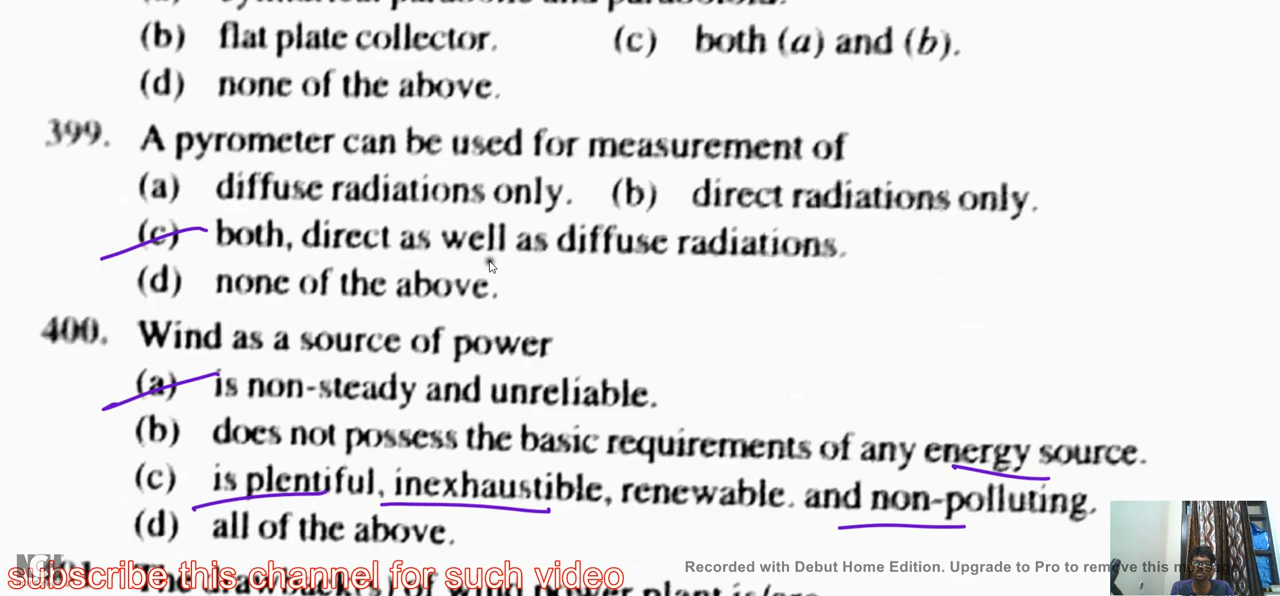 (b) flat plate collector. (c) both (a) and (b).
(d) none of the above.
399. A pyrometer can be used for measurement of
(a) diffuse radiations only. (b) direct radiations only.
(c) both, direct as well as diffuse radiations.
(d) none of the above.
400. Wind as a source of power
(a) is non-steady and unreliable.
(b) does not possess the basic requirements of any energy source.
(c) is plentiful, inexhaustible, renewable. and non-polluting.
(d) all of the above.
subscribe this channel for such video
Recorded with Debut Home Edition. Upgrade to Pro to remove this message